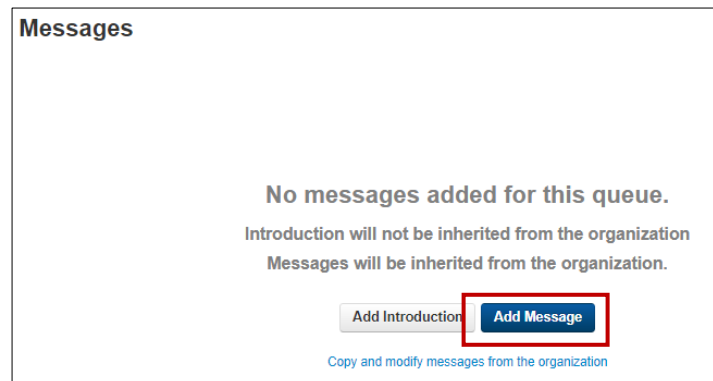 Messages
No messages added for this queue.
Introduction will not be inherited from the organization
Messages will be inherited from the organization.
Add Introduction Add Message
Copy and modify messages from the organization